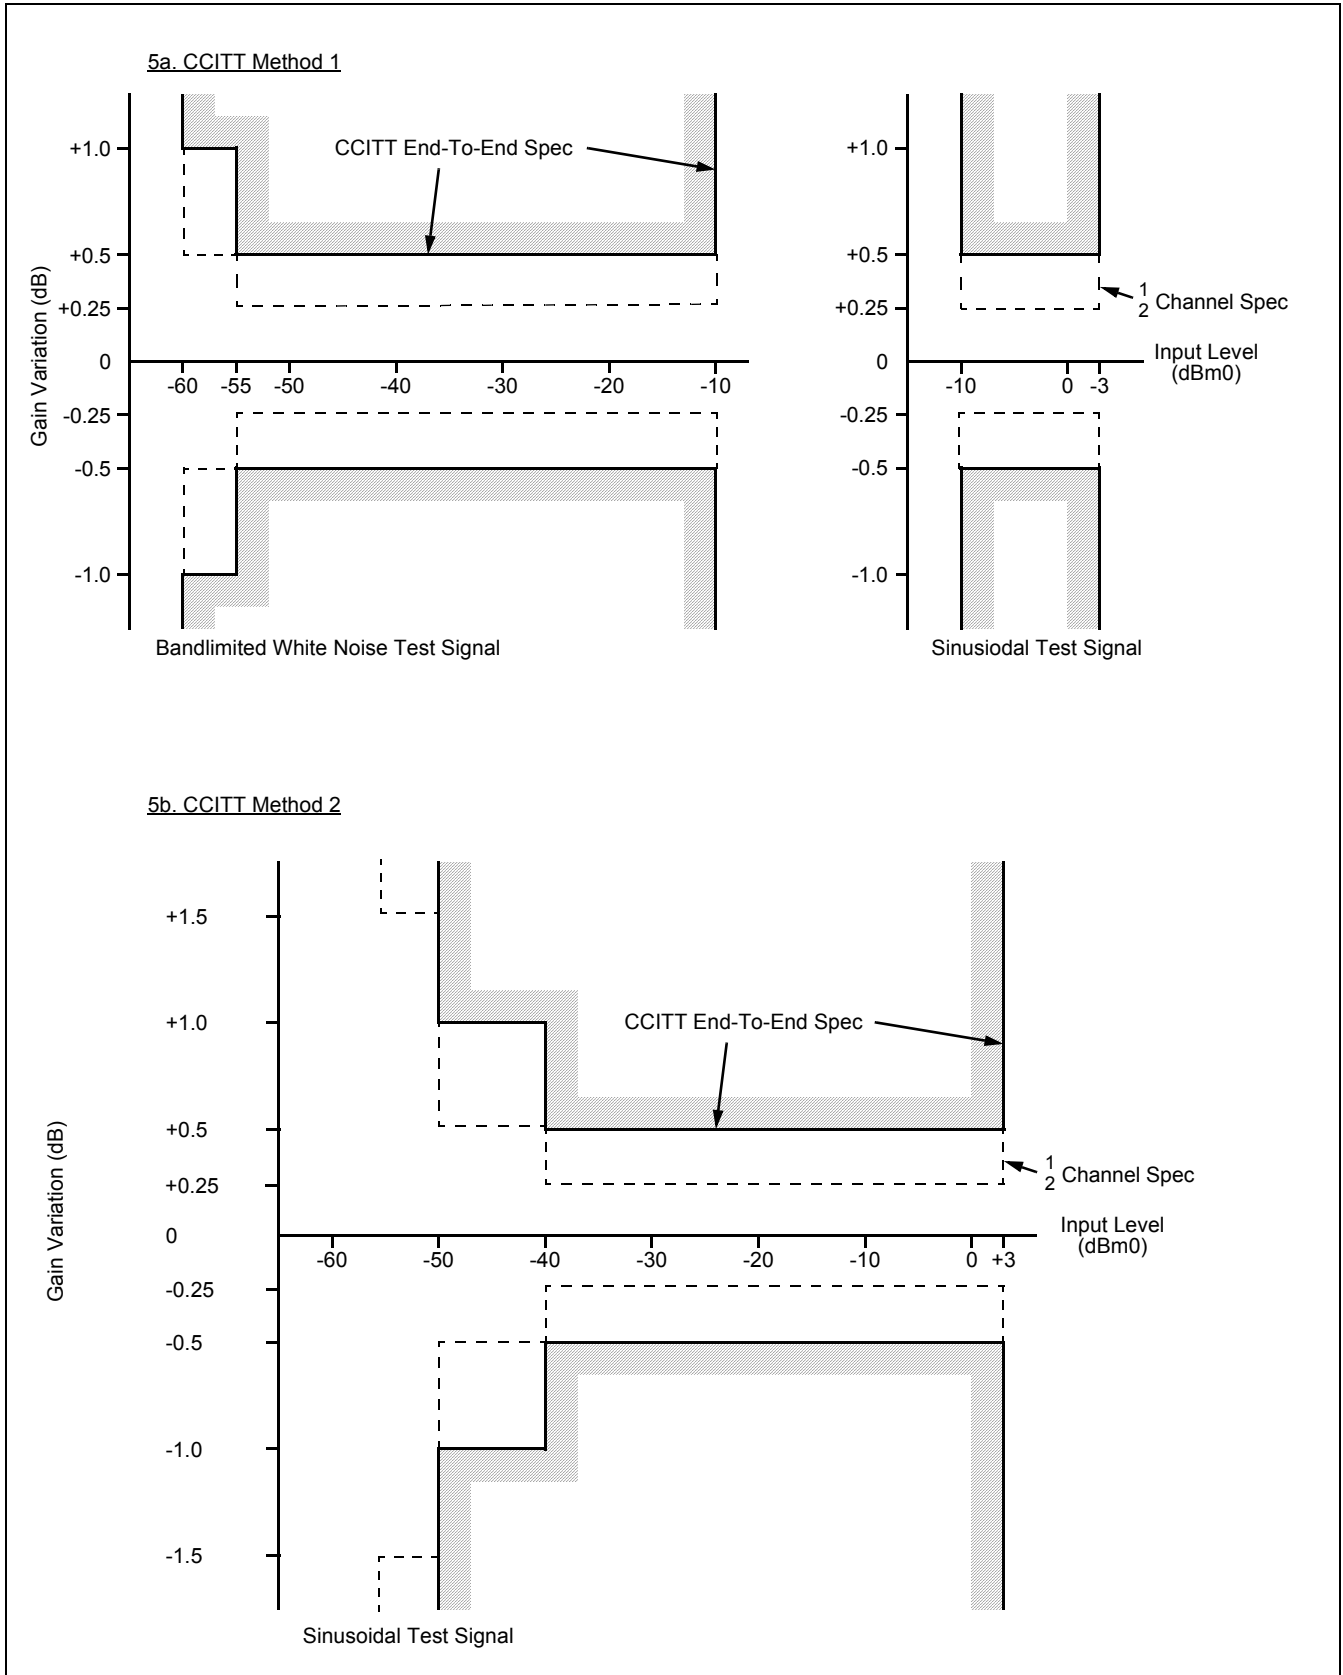 5a. CCITT Method 1
CCITT End-To-End Spec
+1.0
+0.5
+0.25
0
-0.25
-0.5
-1.0
Gain Variation (dB)
-60 -55 -50 -40 -30 -20 -10
Bandlimited White Noise Test Signal
+1.0
+0.5
+0.25
0
-0.25
-0.5
-1.0
1
2 Channel Spec
Input Level
(dBm0)
-10 0 -3
Sinusiodal Test Signal
5b. CCITT Method 2
+1.5
+1.0
+0.5
+0.25
0
-0.25
-0.5
-1.0
-1.5
Gain Variation (dB)
CCITT End-To-End Spec
1
2 Channel Spec
Input Level
(dBm0)
-60 -50 -40 -30 -20 -10 0 +3
Sinusoidal Test Signal